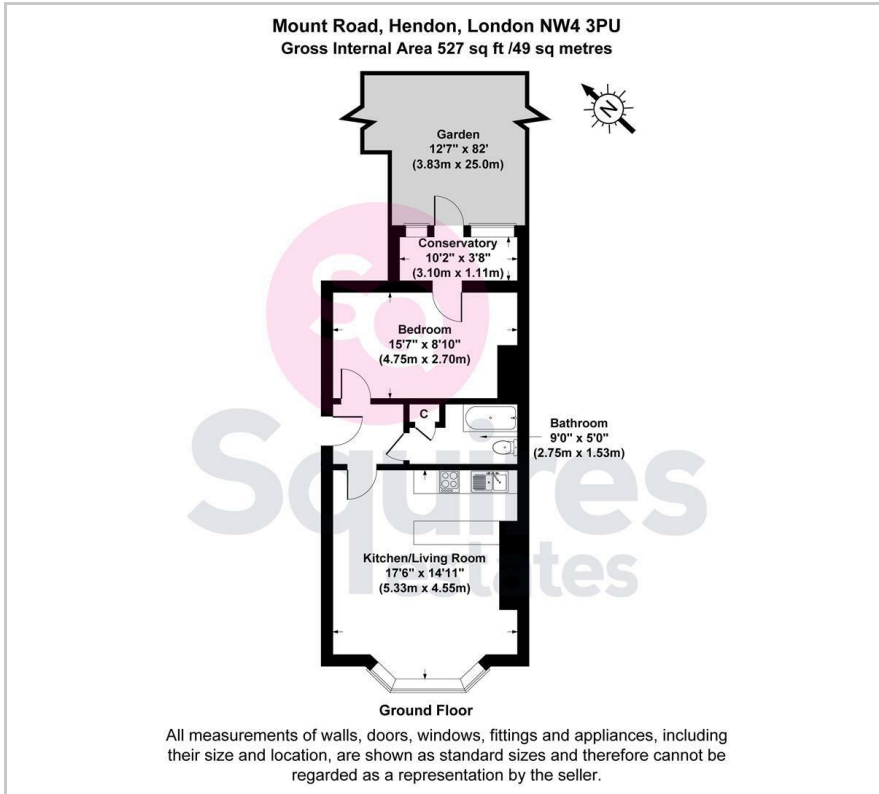 Mount Road, Hendon, London NW4 3PU
Gross Internal Area 527 sq ft /49 sq metres
N
Garden
12'7" x 82'
(3.83m x 25.0m)
Conservatory
10'2" x 3'8"
(3.10m x 1.11m)
SQ
Bedroom
15'7" x 8'10"
(4.75m x 2.70m)
C
Bathroom
9'0" x 5'0"
(2.75m x 1.53m)
Squires
estates
Kitchen/Living Room
17'6" x 14'11"
(5.33m x 4.55m)
Ground Floor
All measurements of walls, doors, windows, fittings and appliances, including
their size and location, are shown as standard sizes and therefore cannot be
regarded as a representation by the seller.